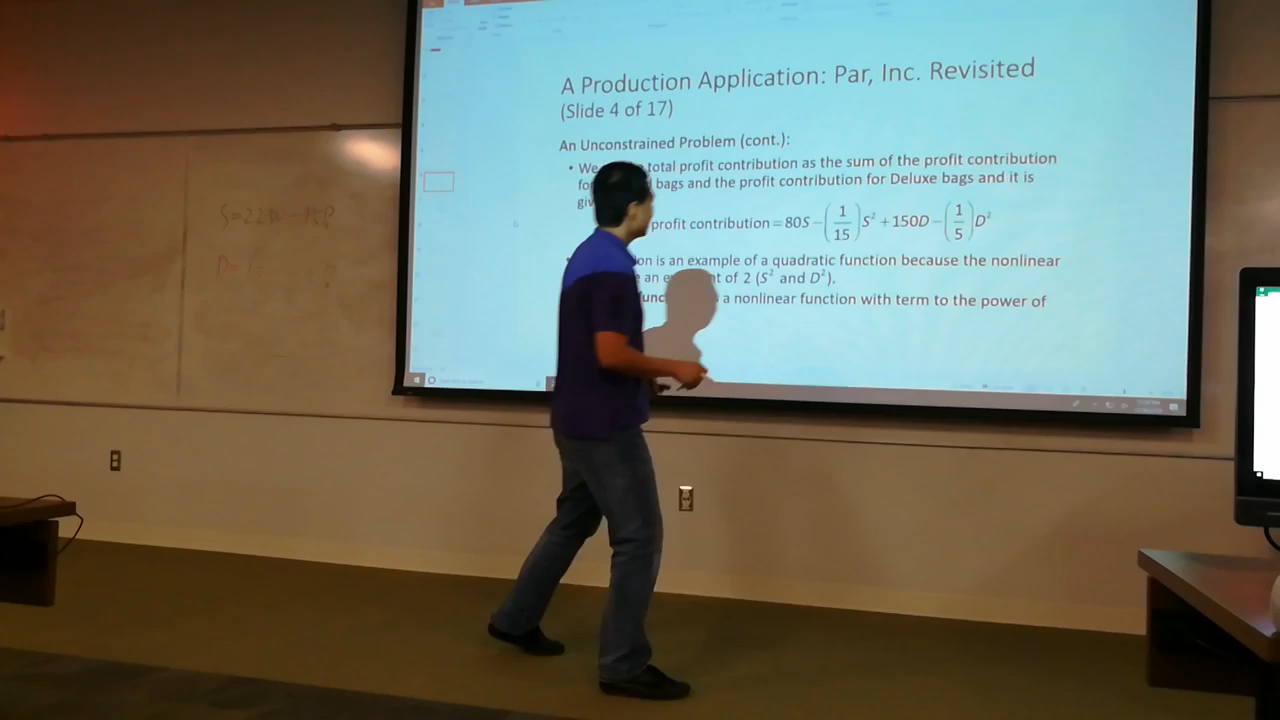 A Production Application: Par, Inc. Revisited
(Slide 4 of 17)
An Unconstrained Problem (cont.):
• We total profit contribution as the sum of the profit contribution
bags and the profit contribution for Deluxe bags and it is
profit contribution = 80S − (1/15)S² + 150D − (1/5)D²
is an example of a quadratic function because the nonlinear
an of 2 (S² and D²).
a nonlinear function with term to the power of